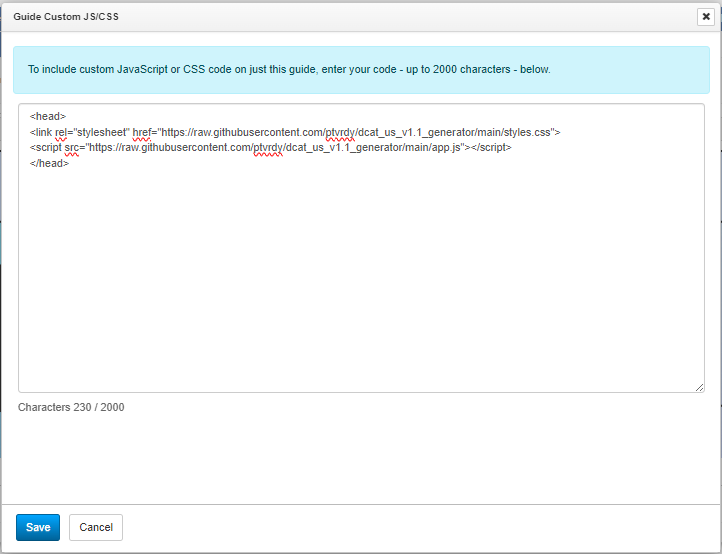 Guide Custom JS/CSS
To include custom JavaScript or CSS code on just this guide, enter your code - up to 2000 characters - below.
<head>
<link rel="stylesheet" href="https://raw.githubusercontent.com/ptvrdy/dcat_us_v1.1_generator/main/styles.css">
<script src="https://raw.githubusercontent.com/ptvrdy/dcat_us_v1.1_generator/main/app.js"></script>
</head>
Characters 230 / 2000
Save Cancel